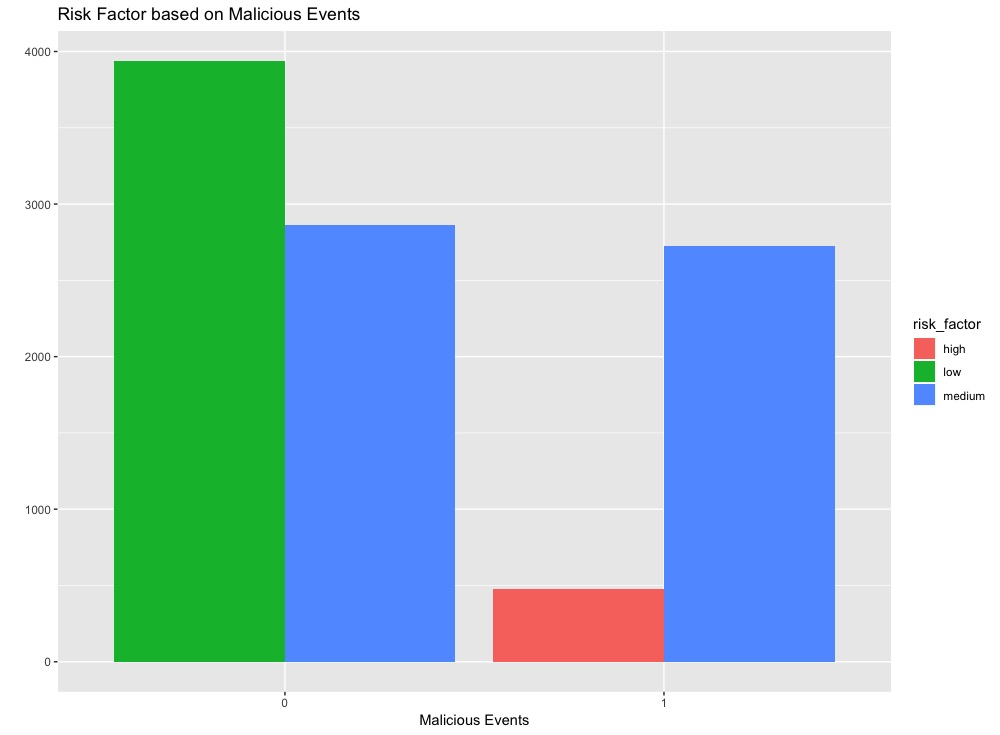 Risk Factor based on Malicious Events
4000
3000
2000
1000
0
0
1
Malicious Events
risk_factor
high
low
medium